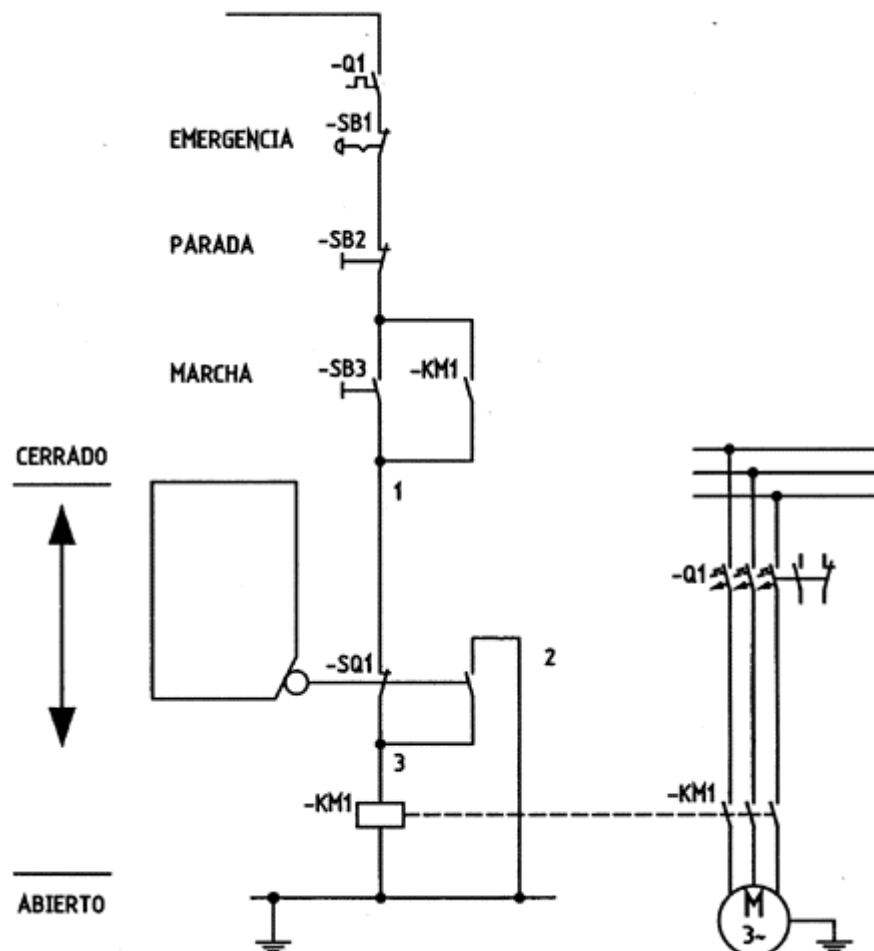 -Q1
EMERGENCIA
-SB1
PARADA
-SB2
MARCHA
-SB3
-KM1
CERRADO
1
-Q1
-SQ1
2
3
-KM1
-KM1
ABIERTO
M
3~